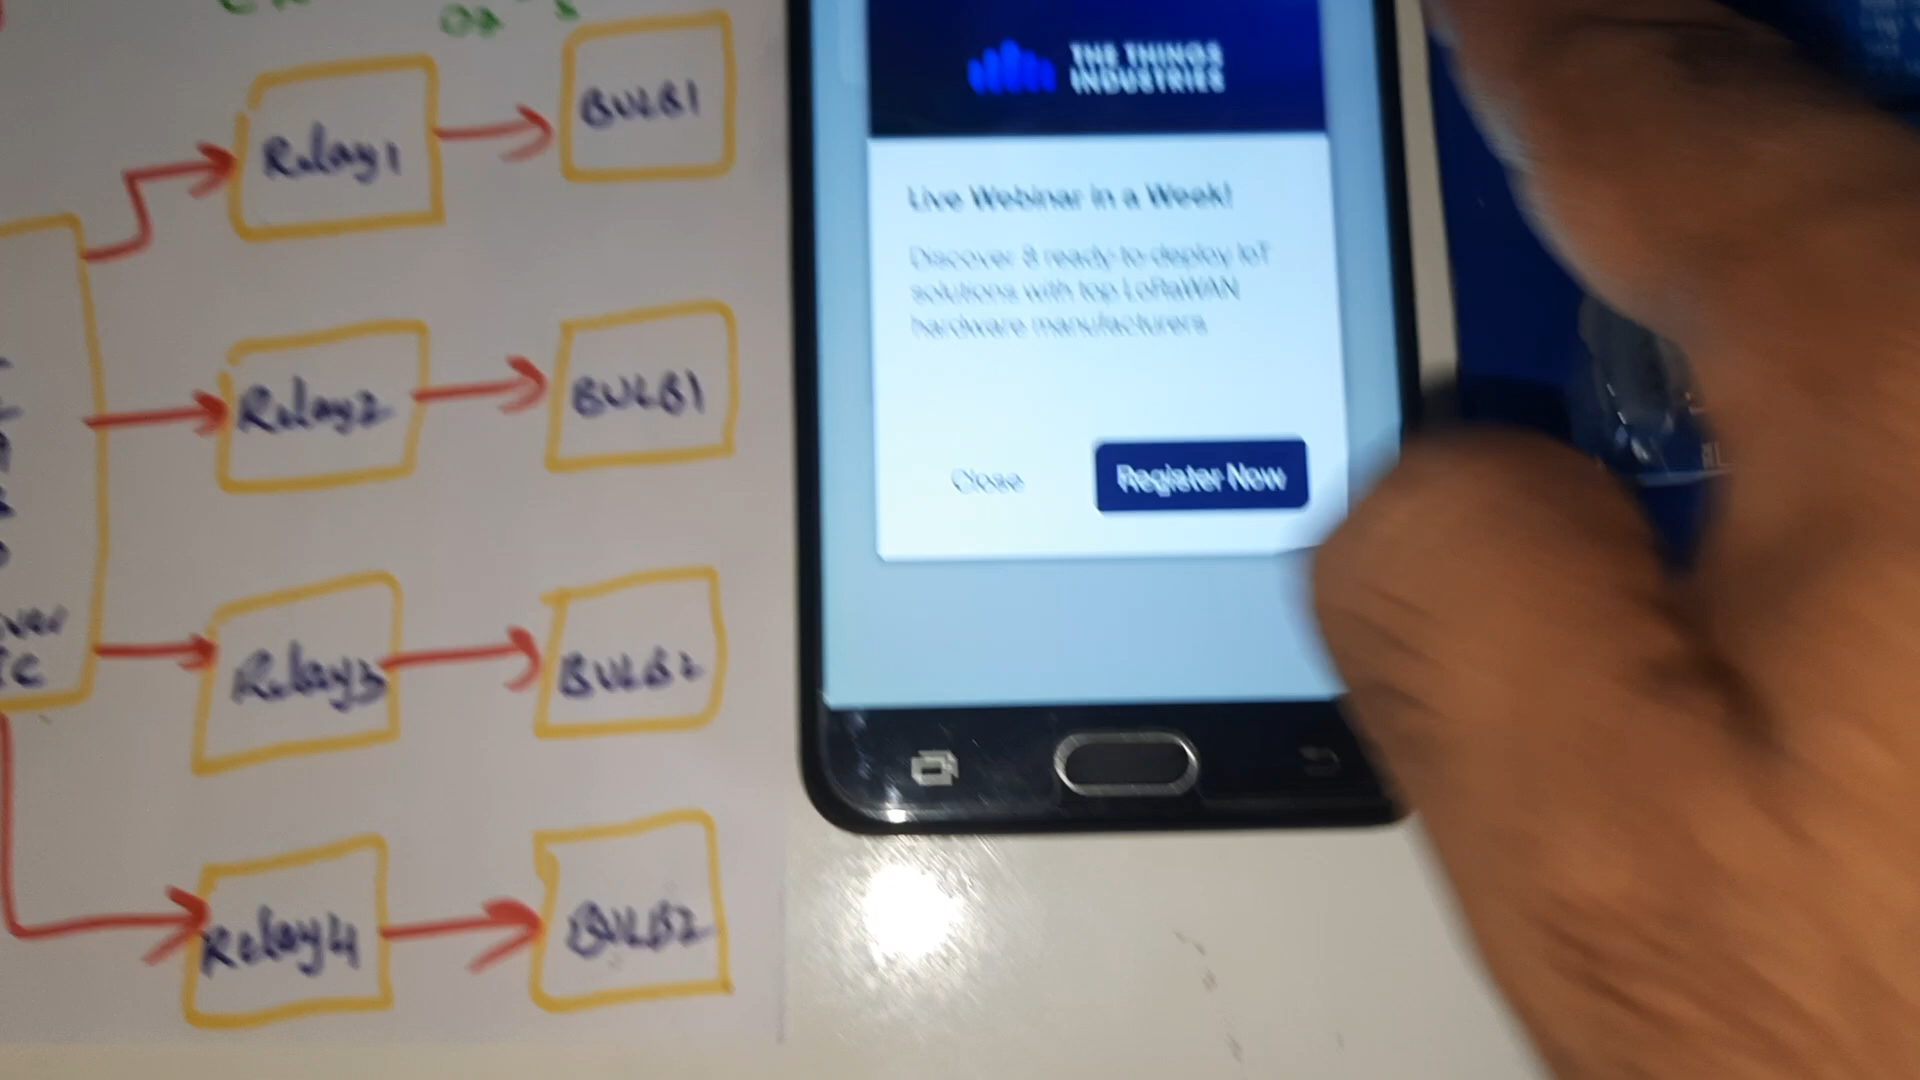 Relay1
BULB1
Relay2
BULB1
Relay3
BULB2
Relay4
BULB2
THE THINGS
INDUSTRIES
Live Webinar in a Week!
Discover 8 ready-to-deploy IoT
solutions with top LoRaWAN
hardware manufacturers
Close
Register Now